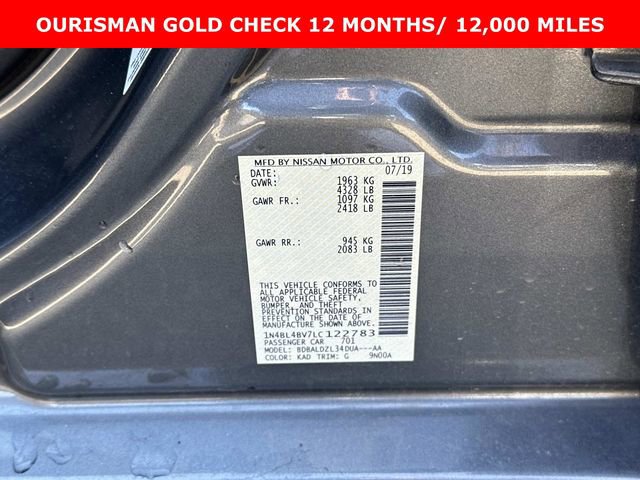 OURISMAN GOLD CHECK 12 MONTHS/ 12,000 MILES
MFD BY NISSAN MOTOR CO., LTD.
DATE: 07/19
GVWR: 1963 KG
4328 LB
GAWR FR.: 1097 KG
2418 LB
GAWR RR.: 945 KG
2083 LB
THIS VEHICLE CONFORMS TO
ALL APPLICABLE FEDERAL
MOTOR VEHICLE SAFETY,
BUMPER, AND THEFT
PREVENTION STANDARDS IN
EFFECT ON THE DATE OF
MANUFACTURE SHOWN ABOVE.
1N4BL4BV7LC122783
PASSENGER CAR 701
MODEL: BDBALDZL34DUA---AA
COLOR: KAD TRIM: G 9N00A